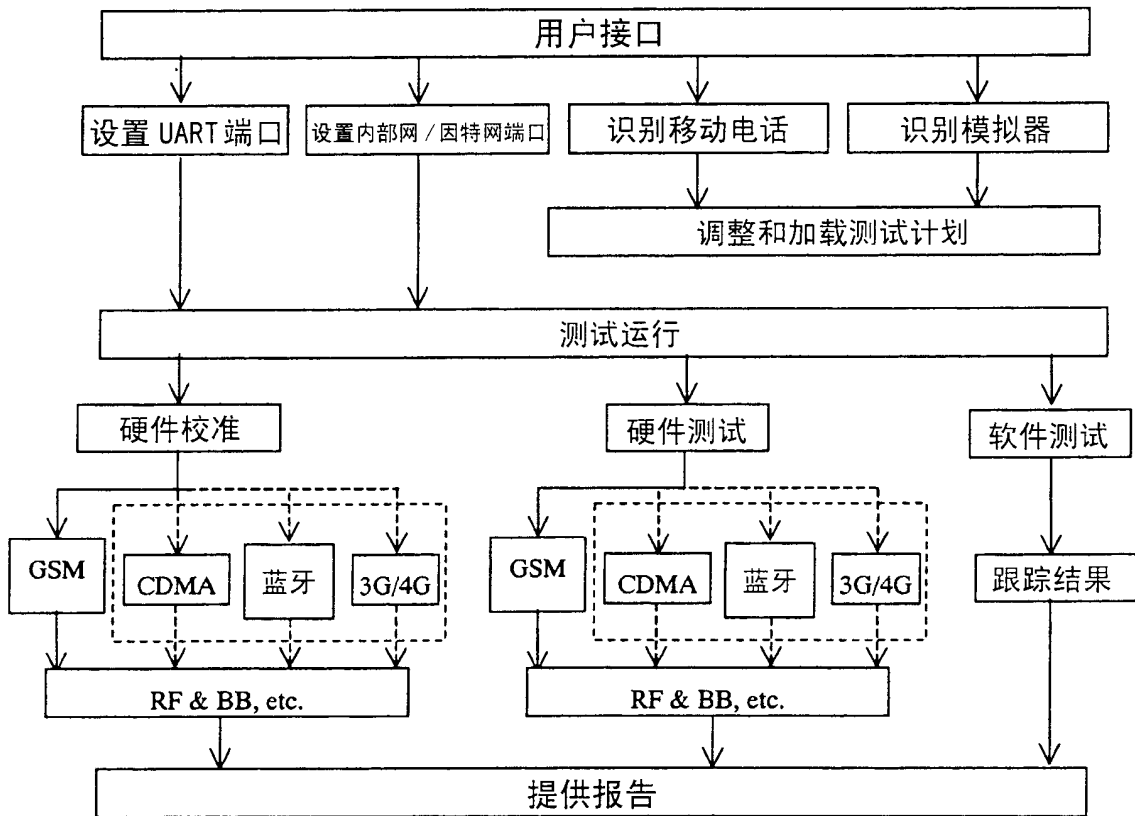 用户接口
设置 UART 端口
设置内部网/因特网端口
识别移动电话
识别模拟器
调整和加载测试计划
测试运行
硬件校准
硬件测试
软件测试
GSM
CDMA
蓝牙
3G/4G
GSM
CDMA
蓝牙
3G/4G
跟踪结果
RF & BB, etc.
RF & BB, etc.
提供报告